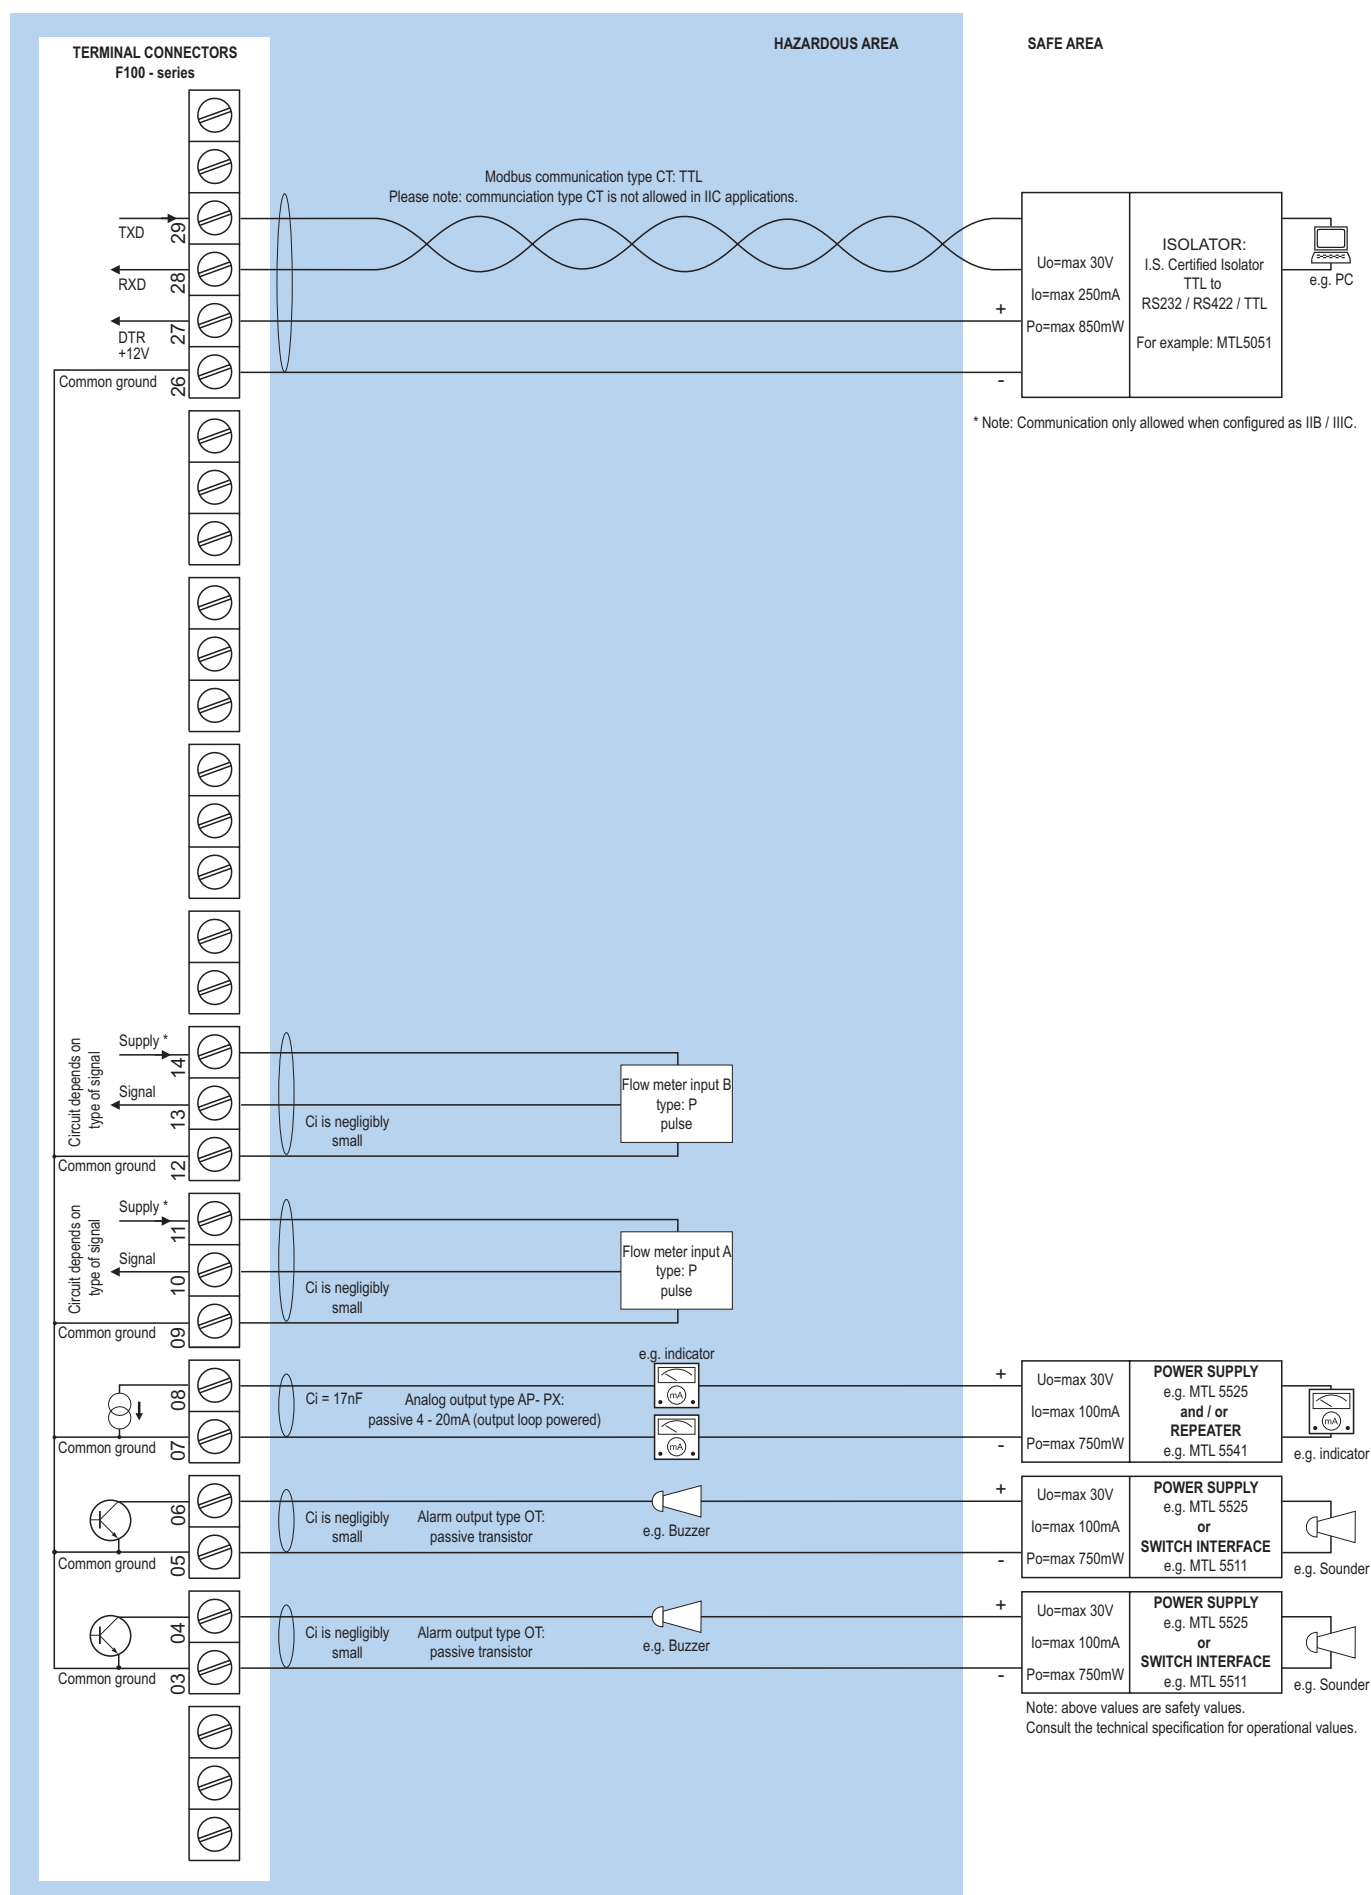 HAZARDOUS AREA
SAFE AREA
TERMINAL CONNECTORS
F100 - series
Modbus communication type CT: TTL
Please note: communciation type CT is not allowed in IIC applications.
TXD
29
RXD
28
DTR
+12V
27
+
Common ground
26
-
Uo=max 30V
Io=max 250mA
Po=max 850mW
ISOLATOR:
I.S. Certified Isolator
TTL to
RS232 / RS422 / TTL
For example: MTL5051
e.g. PC
* Note: Communication only allowed when configured as IIB / IIIC.
Circuit depends on
type of signal
Supply *
14
Signal
13
Common ground
12
Ci is negligibly
small
Flow meter input B
type: P
pulse
Circuit depends on
type of signal
Supply *
11
Signal
10
Common ground
09
Ci is negligibly
small
Flow meter input A
type: P
pulse
e.g. indicator
mA
mA
08
Common ground
07
Ci = 17nF
Analog output type AP- PX:
passive 4 - 20mA (output loop powered)
+
-
Uo=max 30V
Io=max 100mA
Po=max 750mW
POWER SUPPLY
e.g. MTL 5525
and / or
REPEATER
e.g. MTL 5541
mA
e.g. indicator
06
Common ground
05
Ci is negligibly
small
Alarm output type OT:
passive transistor
e.g. Buzzer
+
-
Uo=max 30V
Io=max 100mA
Po=max 750mW
POWER SUPPLY
e.g. MTL 5525
or
SWITCH INTERFACE
e.g. MTL 5511
e.g. Sounder
04
Common ground
03
Ci is negligibly
small
Alarm output type OT:
passive transistor
e.g. Buzzer
+
-
Uo=max 30V
Io=max 100mA
Po=max 750mW
POWER SUPPLY
e.g. MTL 5525
or
SWITCH INTERFACE
e.g. MTL 5511
e.g. Sounder
Note: above values are safety values.
Consult the technical specification for operational values.